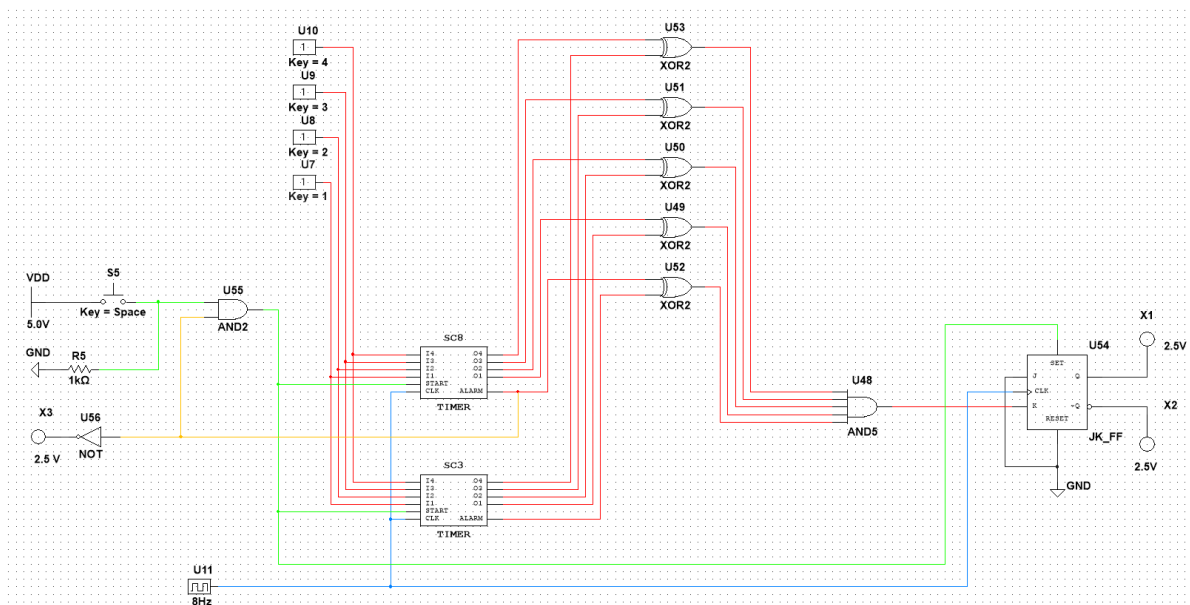 U10
1
Key = 4
U9
1
Key = 3
U8
1
Key = 2
U7
1
Key = 1
VDD
5.0V
S5
Key = Space
U55
AND2
GND
R5
1kΩ
X3
2.5 V
U56
NOT
SC8
I4
I3
I2
I1
START
CLK
O4
O3
O2
O1
ALARM
TIMER
SC3
I4
I3
I2
I1
START
CLK
O4
O3
O2
O1
ALARM
TIMER
U11
8Hz
U53
XOR2
U51
XOR2
U50
XOR2
U49
XOR2
U52
XOR2
U48
AND5
U54
SET
J
Q
CLK
K
~Q
RESET
JK_FF
GND
X1
2.5V
X2
2.5V